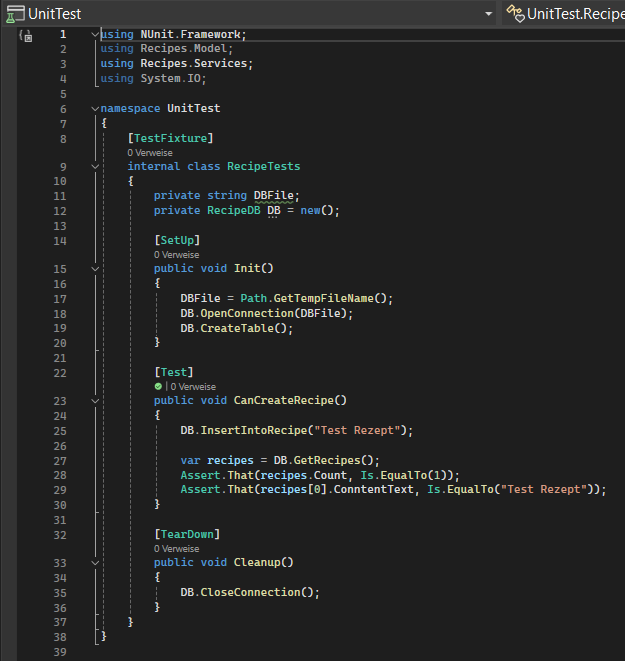 UnitTest UnitTest.Recipe
1 using NUnit.Framework;
2 using Recipes.Model;
3 using Recipes.Services;
4 using System.IO;
5
6 namespace UnitTest
7 {
8 [TestFixture]
0 Verweise
9 internal class RecipeTests
10 {
11 private string DBFile;
12 private RecipeDB DB = new();
13
14 [SetUp]
0 Verweise
15 public void Init()
16 {
17 DBFile = Path.GetTempFileName();
18 DB.OpenConnection(DBFile);
19 DB.CreateTable();
20 }
21
22 [Test]
| 0 Verweise
23 public void CanCreateRecipe()
24 {
25 DB.InsertIntoRecipe("Test Rezept");
26
27 var recipes = DB.GetRecipes();
28 Assert.That(recipes.Count, Is.EqualTo(1));
29 Assert.That(recipes[0].ConntentText, Is.EqualTo("Test Rezept"));
30 }
31
32 [TearDown]
0 Verweise
33 public void Cleanup()
34 {
35 DB.CloseConnection();
36 }
37 }
38 }
39